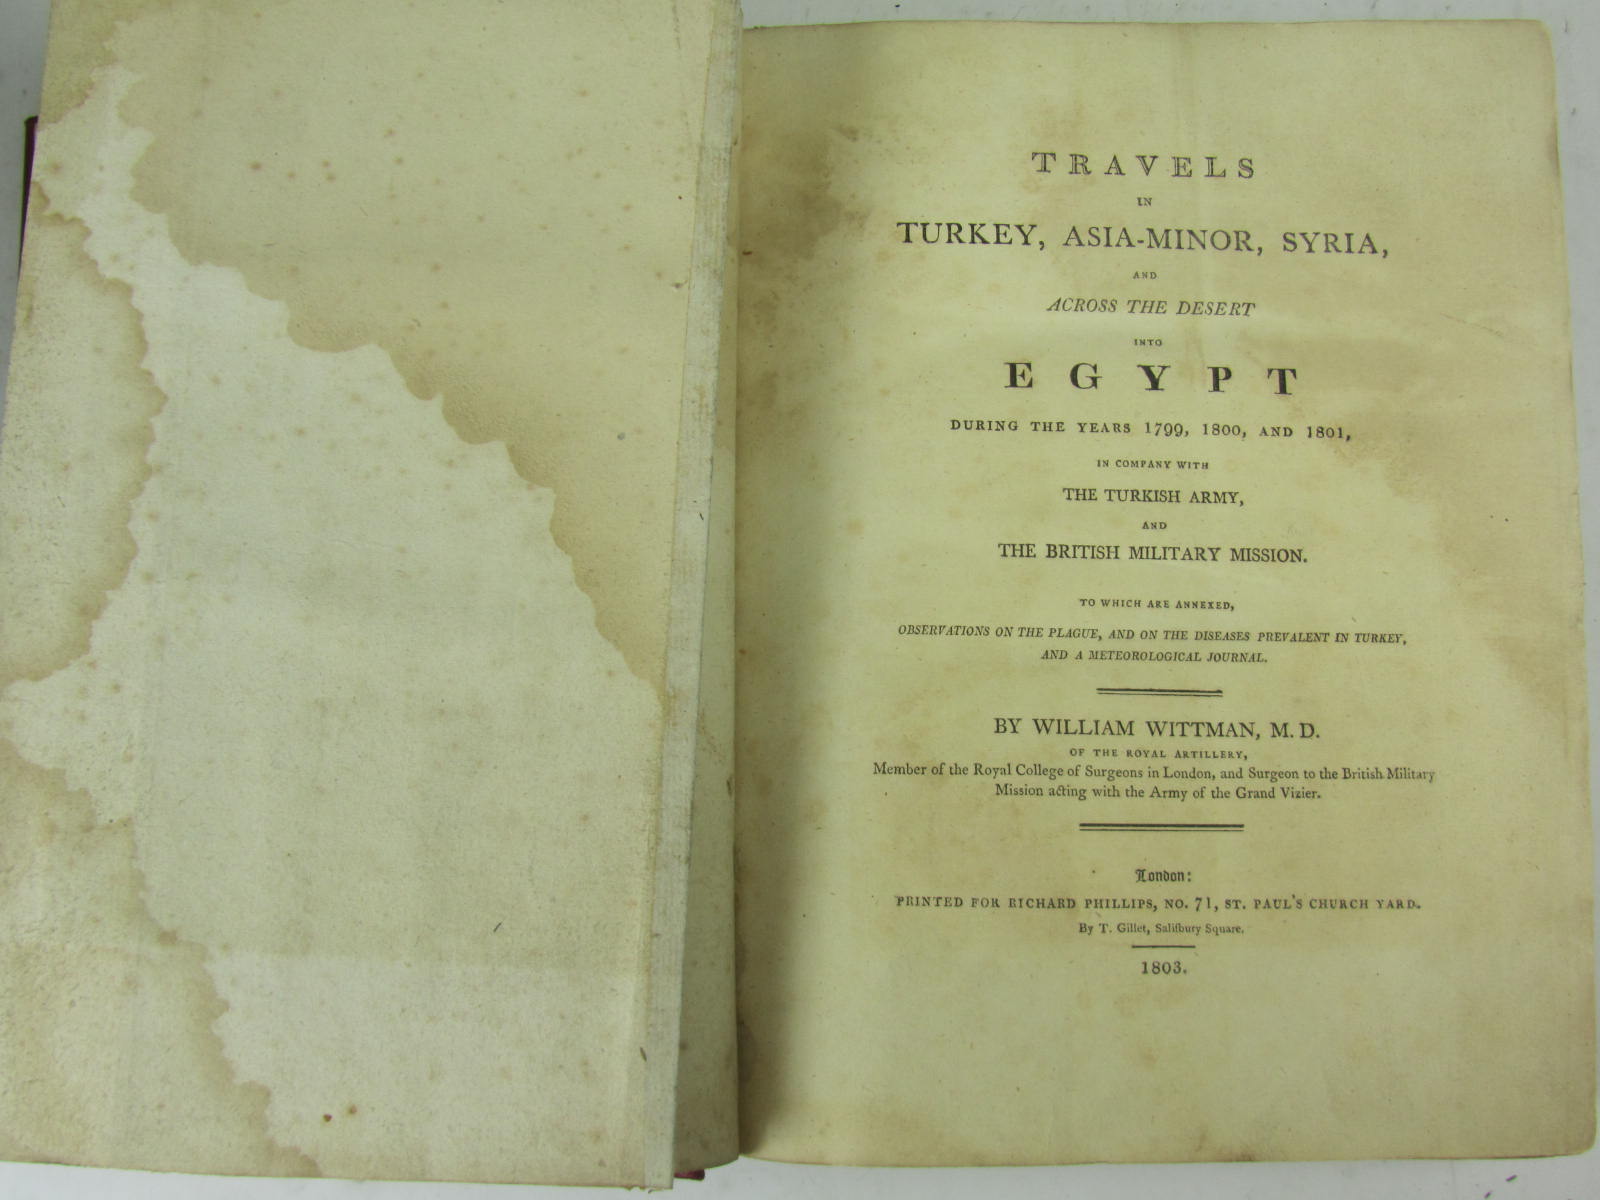 TRAVELS
IN
TURKEY, ASIA-MINOR, SYRIA,
AND
ACROSS THE DESERT
INTO
EGYPT
DURING THE YEARS 1799, 1800, AND 1801,
IN COMPANY WITH
THE TURKISH ARMY,
AND
THE BRITISH MILITARY MISSION.
TO WHICH ARE ANNEXED,
OBSERVATIONS ON THE PLAGUE, AND ON THE DISEASES PREVALENT IN TURKEY,
AND A METEOROLOGICAL JOURNAL.
BY WILLIAM WITTMAN, M.D.
OF THE ROYAL ARTILLERY,
Member of the Royal College of Surgeons in London, and Surgeon to the British Military
Mission acting with the Army of the Grand Vizier.
London:
PRINTED FOR RICHARD PHILLIPS, NO. 71, ST. PAUL'S CHURCH YARD.
By T. Gillet, Saliſbury Square.
1803.